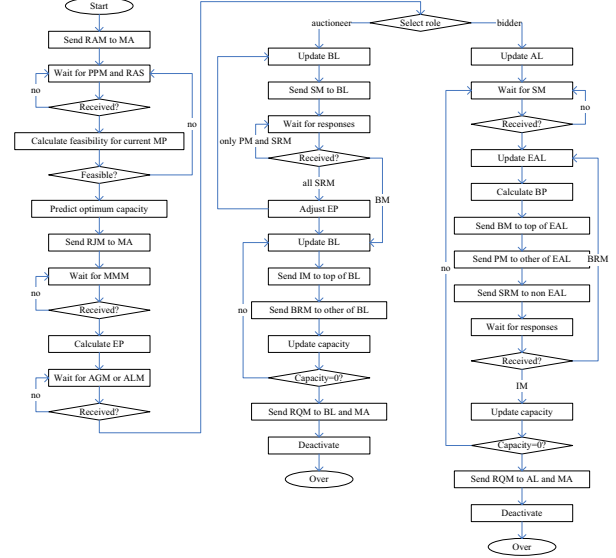 Start
Send RAM to MA
Wait for PPM and RAS
no
Received?
Calculate feasibility for current MP
no
Feasible?
Predict optimum capacity
Send RJM to MA
Wait for MMM
no
Received?
Calculate EP
Wait for AGM or ALM
no
Received?
Select role
auctioneer
bidder
Update BL
Send SM to BL
Wait for responses
only PM and SRM
Received?
all SRM
BM
Adjust EP
Update BL
Send IM to top of BL
no
Send BRM to other of BL
Update capacity
Capacity=0?
Send RQM to BL and MA
Deactivate
Over
Update AL
Wait for SM
no
Received?
Update EAL
Calculate BP
Send BM to top of EAL
Send PM to other of EAL
BRM
no
Send SRM to non EAL
Wait for responses
Received?
IM
Update capacity
Capacity=0?
Send RQM to AL and MA
Deactivate
Over